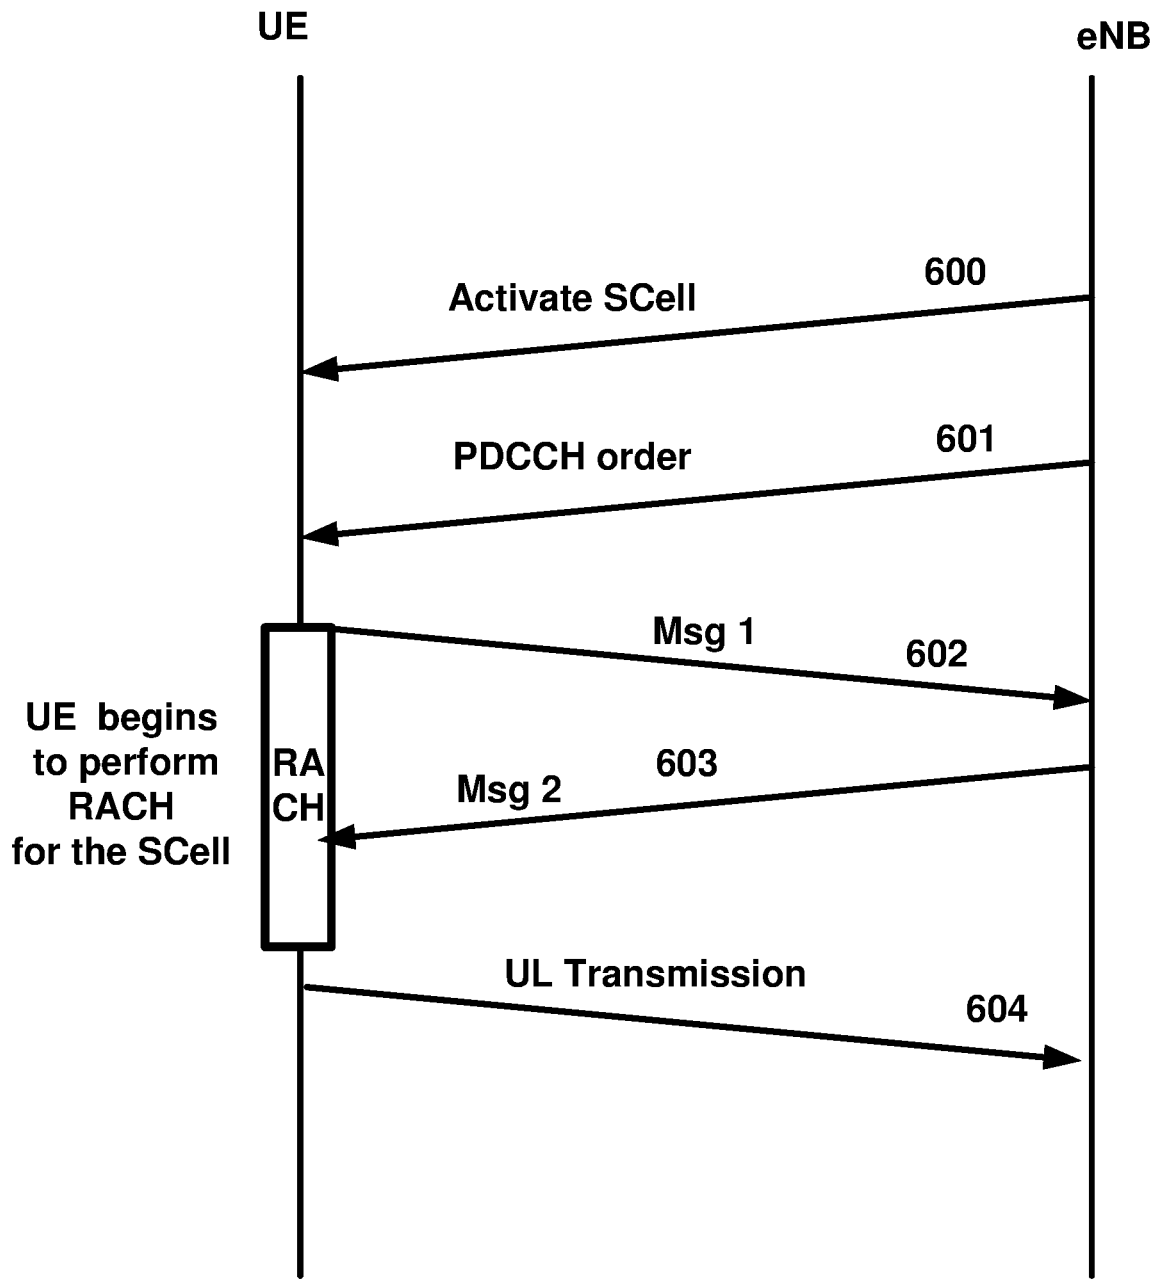 UE
eNB
600
Activate SCell
601
PDCCH order
Msg 1
602
UE begins
to perform
RACH
for the SCell
RA
CH
603
Msg 2
UL Transmission
604